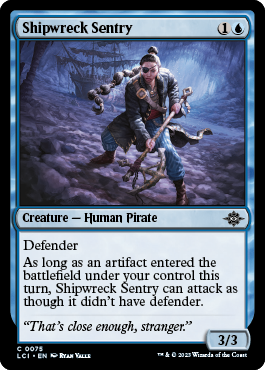 Shipwreck Sentry 1
Creature — Human Pirate
Defender
As long as an artifact entered the
battlefield under your control this
turn, Shipwreck Sentry can attack as
though it didn't have defender.
“That's close enough, stranger.”
3/3
C 0075
LCI • EN RYAN VALLE
™ & © 2023 Wizards of the Coast